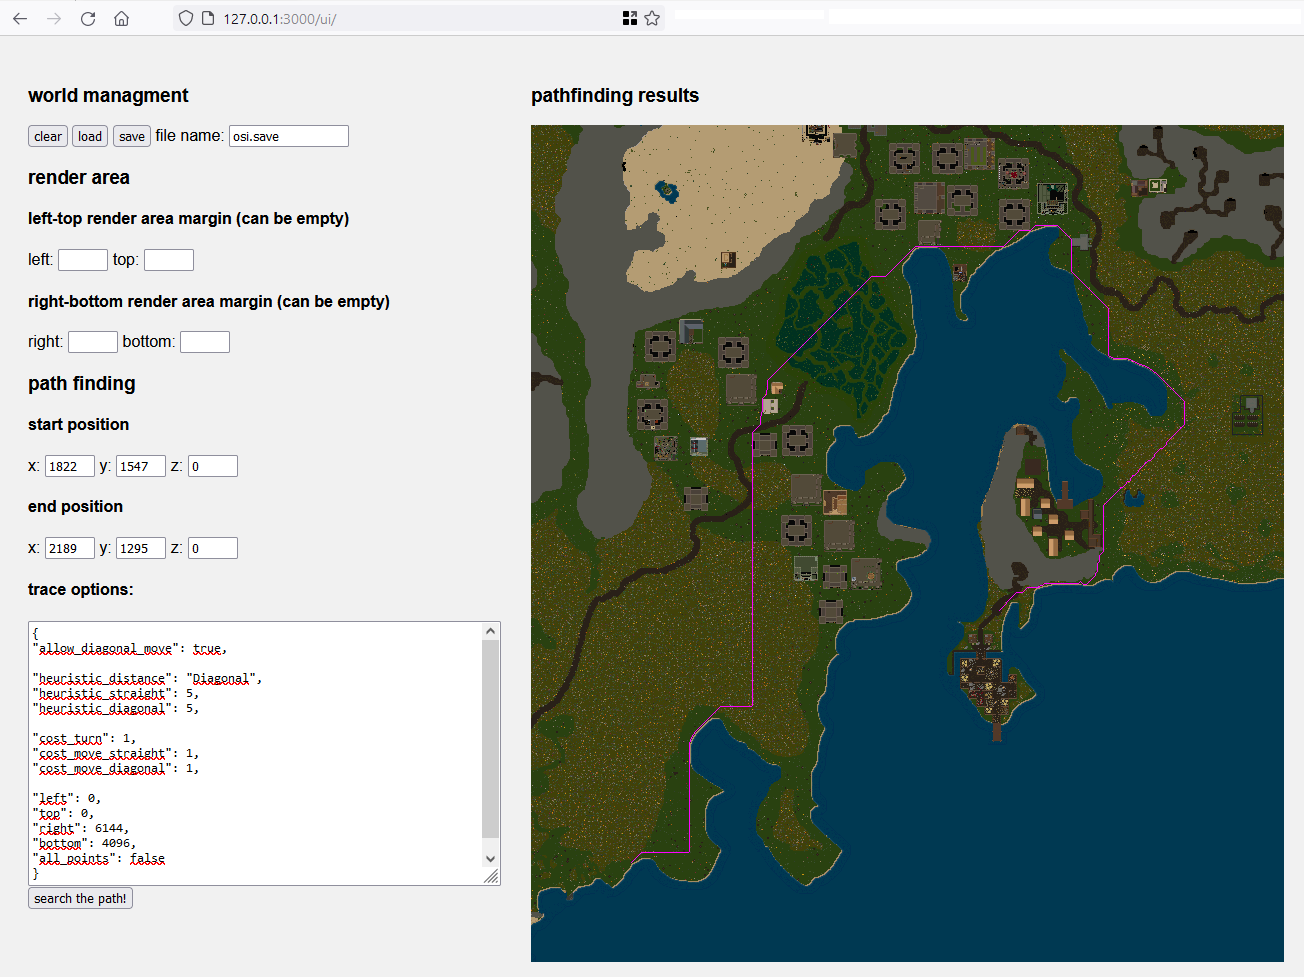 127.0.0.1:3000/ui/
world managment
clear load save file name: osi.save
render area
left-top render area margin (can be empty)
left: top:
right-bottom render area margin (can be empty)
right: bottom:
path finding
start position
x: 1822 y: 1547 z: 0
end position
x: 2189 y: 1295 z: 0
trace options:
{
"allow_diagonal_move": true,
"heuristic_distance": "Diagonal",
"heuristic_straight": 5,
"heuristic_diagonal": 5,
"cost_turn": 1,
"cost_move_straight": 1,
"cost_move_diagonal": 1,
"left": 0,
"top": 0,
"right": 6144,
"bottom": 4096,
"all_points": false
}
search the path!
pathfinding results